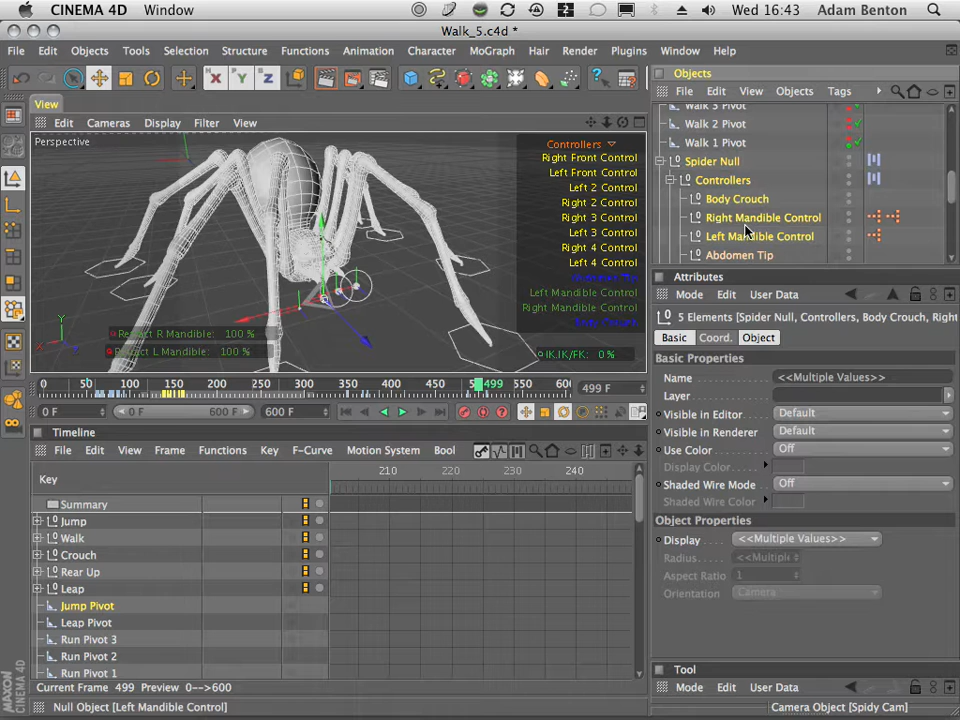 CINEMA 4D Window Wed 16:43 Adam Benton
Walk_5.c4d *
File Edit Objects Tools Selection Structure Functions Animation Character MoGraph Hair Render Plugins Window Help
Objects
File Edit View Objects Tags
View
Edit Cameras Display Filter View
Perspective
Controllers
Right Front Control
Left Front Control
Left 2 Control
Right 2 Control
Right 3 Control
Left 3 Control
Right 4 Control
Left 4 Control
Abdomen Tip
Left Mandible Control
Right Mandible Control
Body Crouch
Retract R Mandible: 100 %
Retract L Mandible: 100 %
IK.IK/FK: 0 %
Walk 3 Pivot
Walk 2 Pivot
Walk 1 Pivot
Spider Null
Controllers
Body Crouch
Right Mandible Control
Left Mandible Control
Abdomen Tip
Attributes
Mode Edit User Data
5 Elements [Spider Null, Controllers, Body Crouch, Right
Basic Coord. Object
Basic Properties
Name <<Multiple Values>>
Layer
Visible in Editor Default
Visible in Renderer Default
Use Color Off
Display Color
Shaded Wire Mode Off
Shaded Wire Color
Object Properties
Display <<Multiple Values>>
Radius <<Multiple
Aspect Ratio 1
Orientation Camera
0 50 100 150 200 250 300 350 400 450 499 550 600
499 F
0 F 0 F 600 F 600 F
Timeline
File Edit View Frame Functions Key F-Curve Motion System Bool
Key 210 220 230 240
Summary
Jump
Walk
Crouch
Rear Up
Leap
Jump Pivot
Leap Pivot
Run Pivot 3
Run Pivot 2
Run Pivot 1
Current Frame 499 Preview 0-->600
Tool
Mode Edit User Data
Null Object [Left Mandible Control]
Camera Object [Spidy Cam]
MAXON
CINEMA 4D